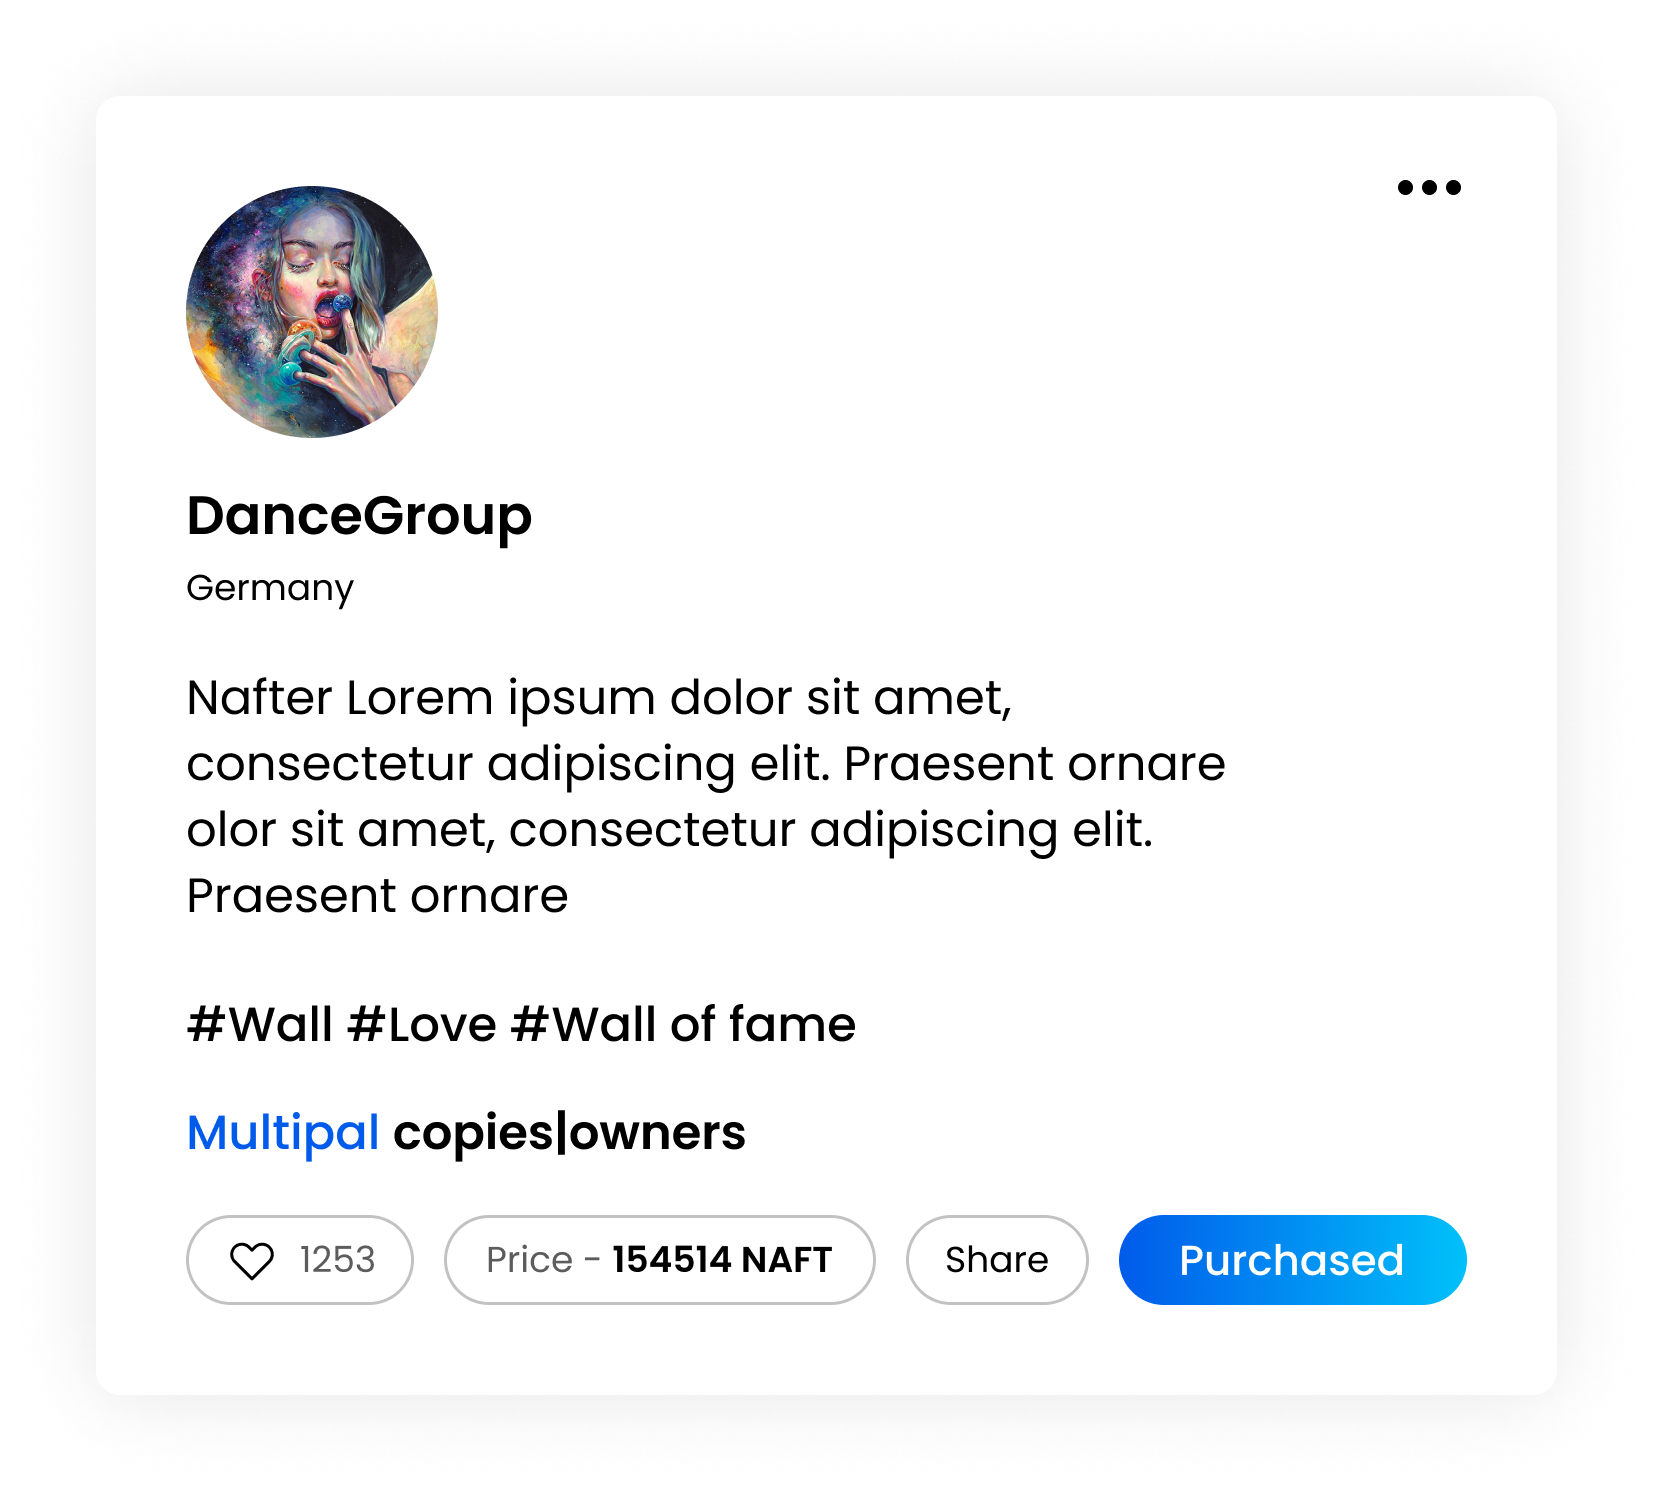 DanceGroup
Germany
Nafter Lorem ipsum dolor sit amet,
consectetur adipiscing elit. Praesent ornare
olor sit amet, consectetur adipiscing elit.
Praesent ornare
#Wall #Love #Wall of fame
Multipal copies|owners
1253 Price - 154514 NAFT Share Purchased